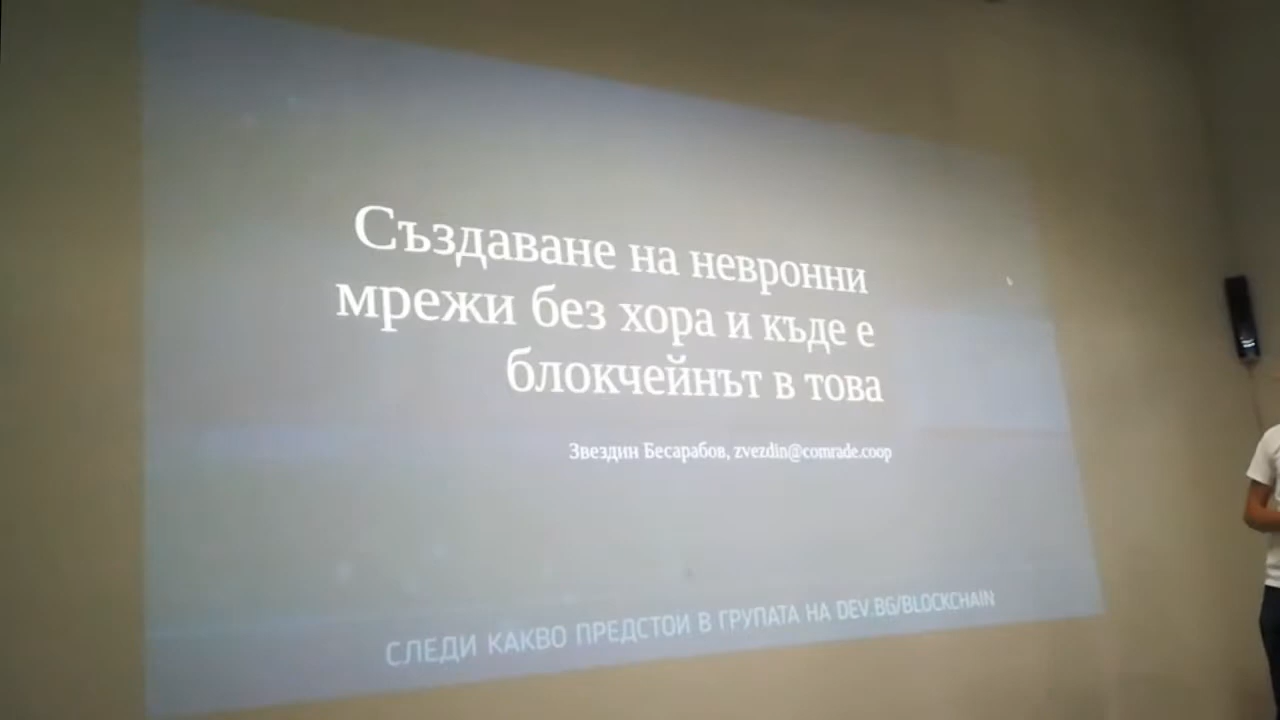 Създаване на невронни
мрежи без хора и къде е
блокчейнът в това
Звездин Бесарабов, zvezdin@comrade.coop
СЛЕДИ КАКВО ПРЕДСТОИ В ГРУПАТА НА DEV.BG/BLOCKCHAIN